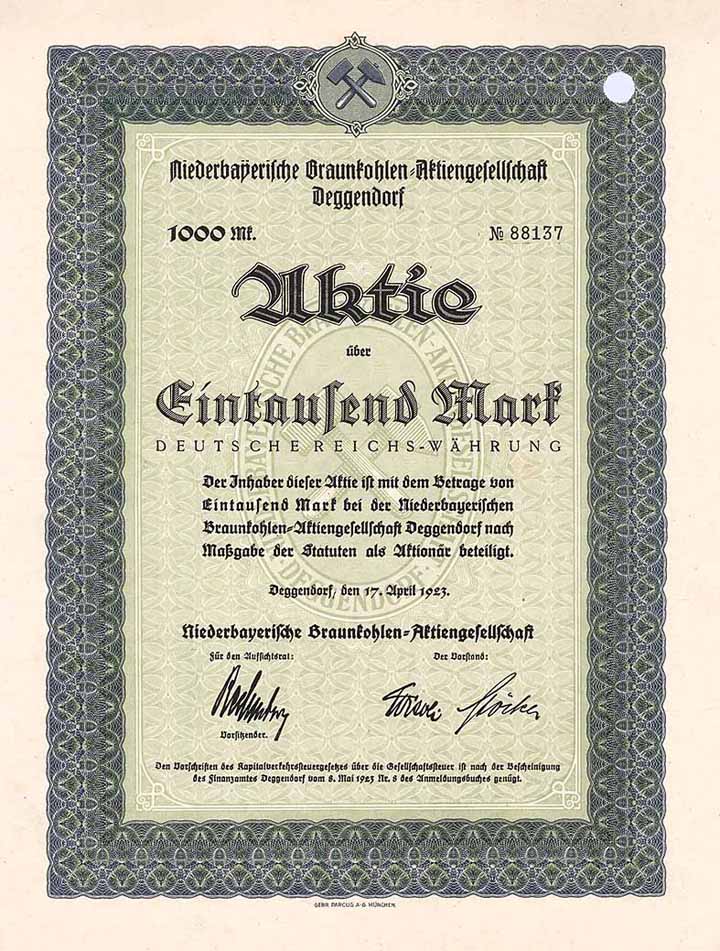 Niederbayerische Braunkohlen-Aktiengesellschaft
Deggendorf
1000 Mk.
№ 88137
Aktie
über
Eintausend Mark
DEUTSCHE REICHS-WÄHRUNG
Der Inhaber dieser Aktie ist mit dem Betrage von
Eintausend Mark bei der Niederbayerischen
Braunkohlen-Aktiengesellschaft Deggendorf nach
Maßgabe der Statuten als Aktionär beteiligt.
Deggendorf, den 17. April 1923.
Niederbayerische Braunkohlen-Aktiengesellschaft
Für den Aufsichtsrat:
Der Vorstand:
Vorsitzender.
Den Vorschriften des Kapitalverkehrssteuergesetzes über die Gesellschaftsteuer ist nach der Bescheinigung
des Finanzamtes Deggendorf vom 8. Mai 1923 Nr. 8 des Anmeldungsbuches genügt.
GEBR. PARCUS A-G. MÜNCHEN.